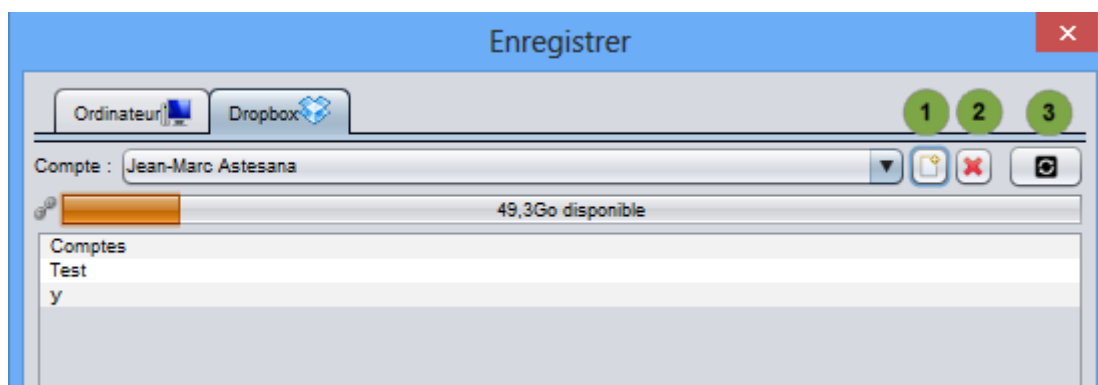 Enregistrer
Ordinateur
Dropbox
1
2
3
Compte :
Jean-Marc Astesana
49,3Go disponible
Comptes
Test
y